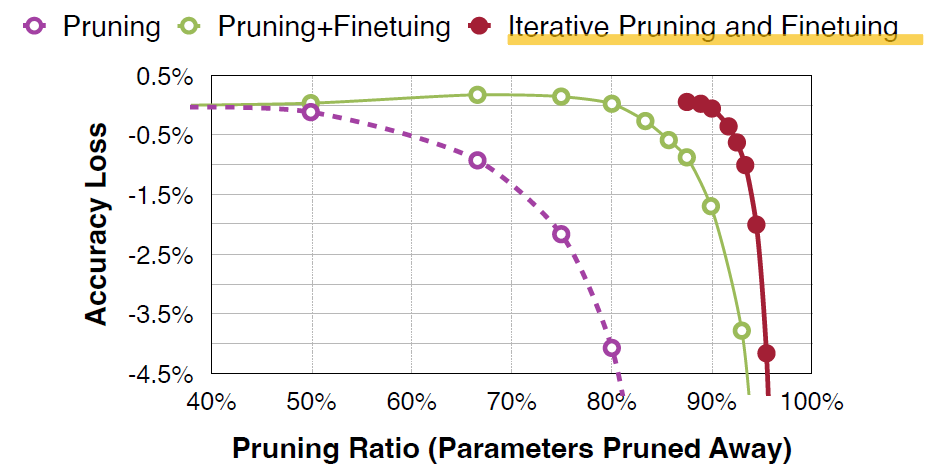 Pruning Pruning+Finetuing Iterative Pruning and Finetuing
0.5%
-0.5%
-1.5%
-2.5%
-3.5%
-4.5%
Accuracy Loss
40% 50% 60% 70% 80% 90% 100%
Pruning Ratio (Parameters Pruned Away)